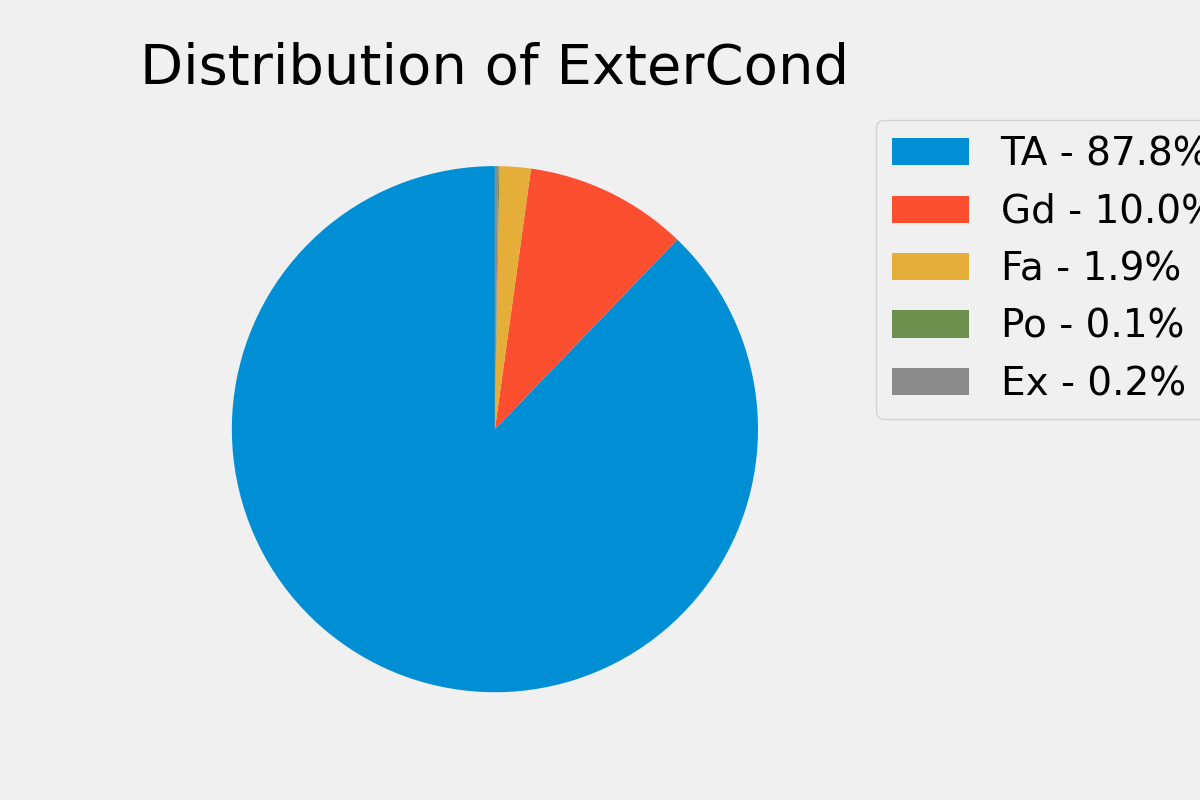 Distribution of ExterCond
TA - 87.8%
Gd - 10.0%
Fa - 1.9%
Po - 0.1%
Ex - 0.2%